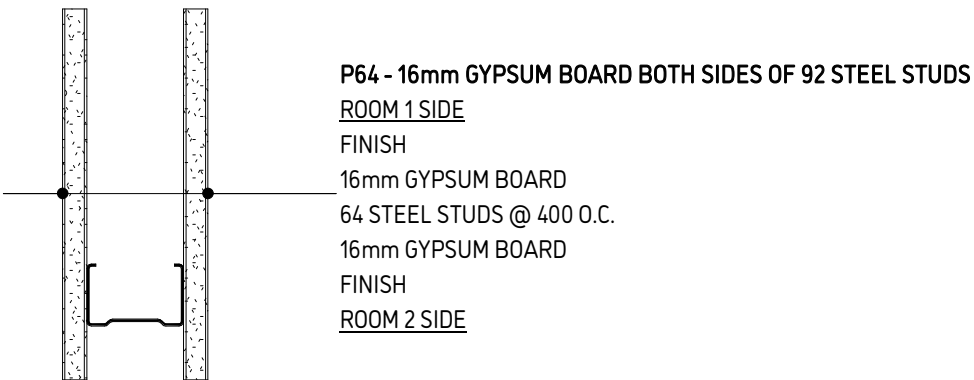 P64 - 16mm GYPSUM BOARD BOTH SIDES OF 92 STEEL STUDS
ROOM 1 SIDE
FINISH
16mm GYPSUM BOARD
64 STEEL STUDS @ 400 O.C.
16mm GYPSUM BOARD
FINISH
ROOM 2 SIDE